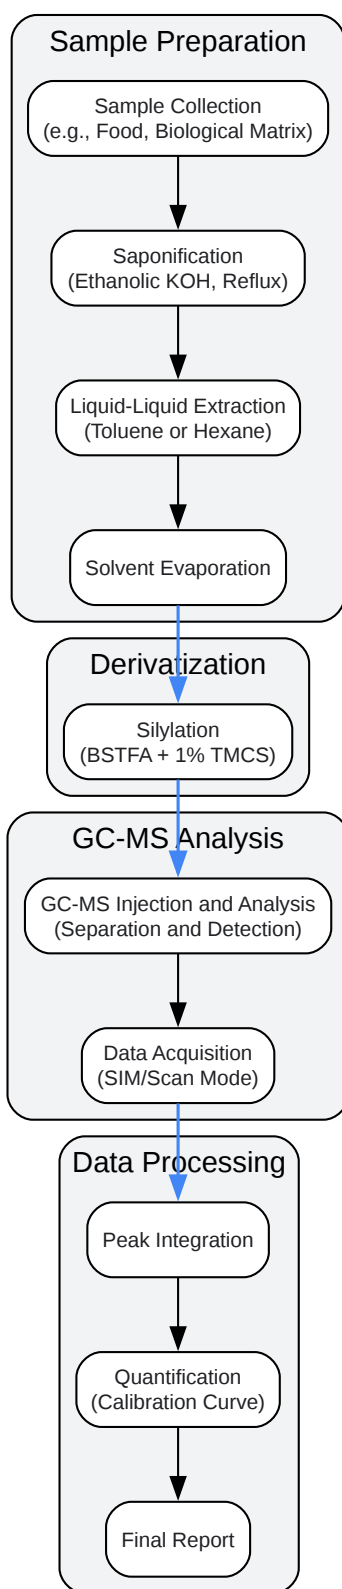 Sample Preparation
Sample Collection
(e.g., Food, Biological Matrix)
Saponification
(Ethanolic KOH, Reflux)
Liquid-Liquid Extraction
(Toluene or Hexane)
Solvent Evaporation
Derivatization
Silylation
(BSTFA + 1% TMCS)
GC-MS Analysis
GC-MS Injection and Analysis
(Separation and Detection)
Data Acquisition
(SIM/Scan Mode)
Data Processing
Peak Integration
Quantification
(Calibration Curve)
Final Report